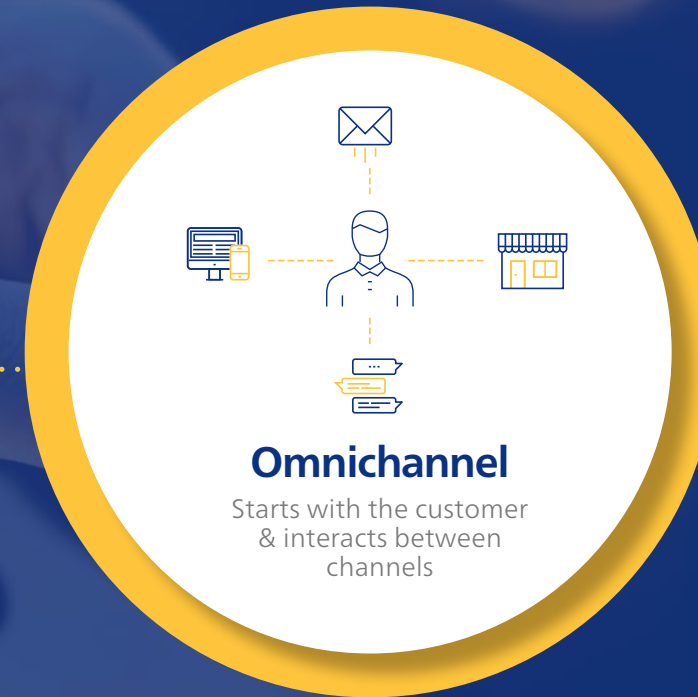 Omnichannel
Starts with the customer
& interacts between
channels